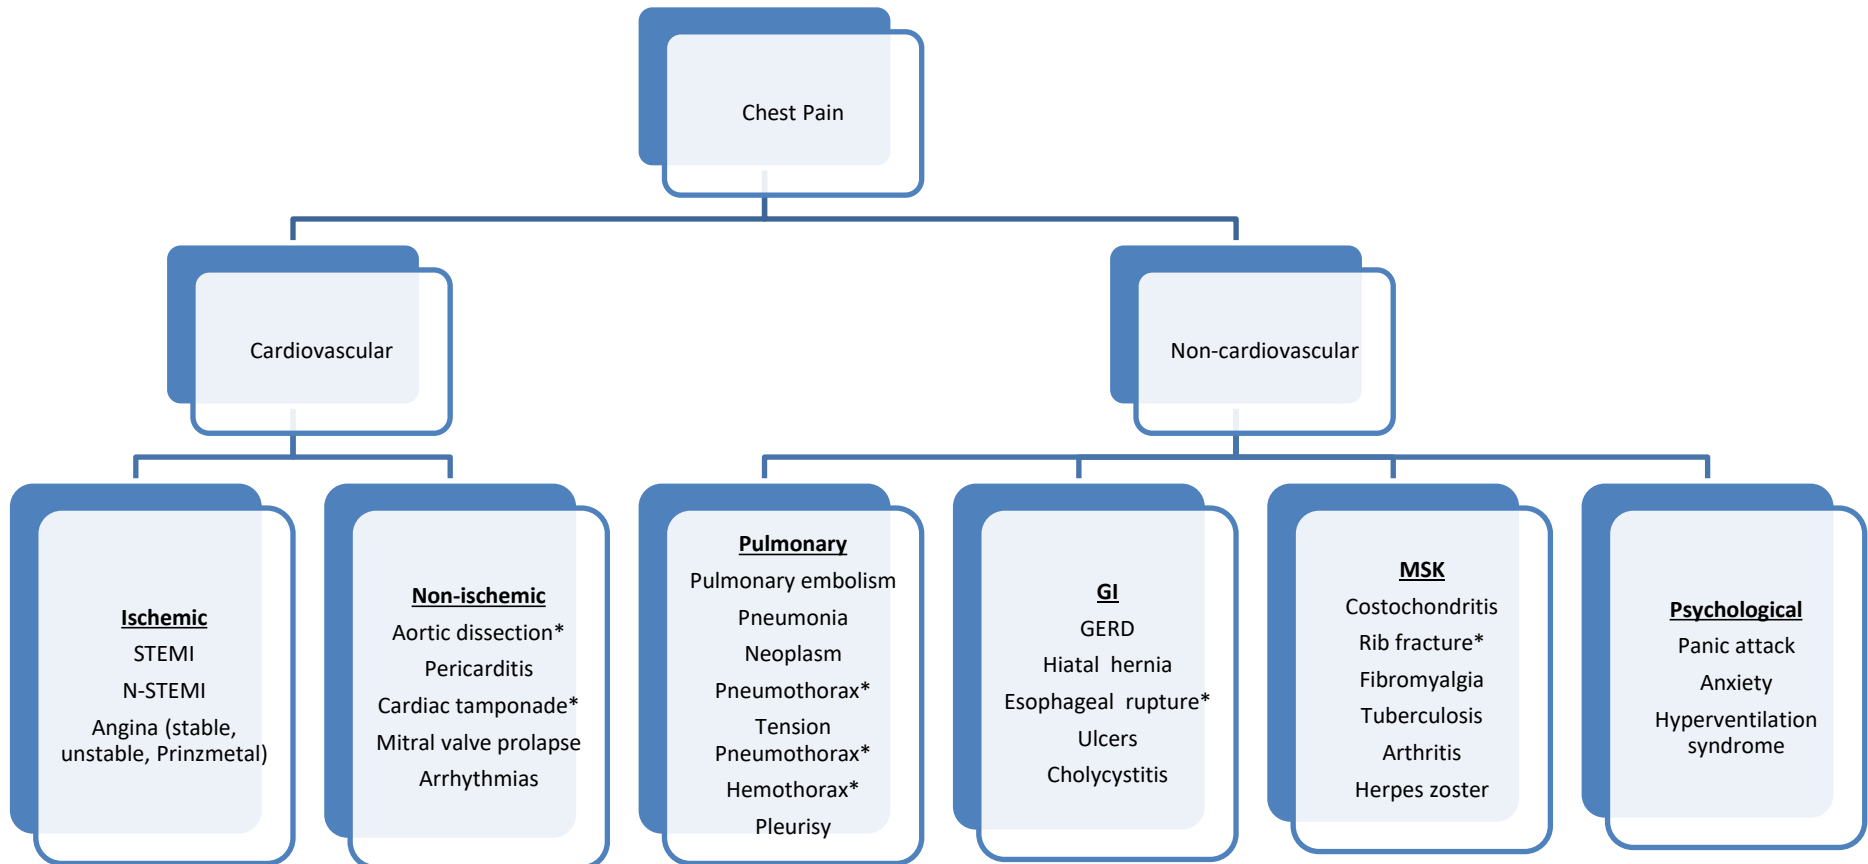 Chest Pain
Cardiovascular
Non-cardiovascular
Ischemic
STEMI
N-STEMI
Angina (stable,
unstable, Prinzmetal)
Non-ischemic
Aortic dissection*
Pericarditis
Cardiac tamponade*
Mitral valve prolapse
Arrhythmias
Pulmonary
Pulmonary embolism
Pneumonia
Neoplasm
Pneumothorax*
Tension
Pneumothorax*
Hemothorax*
Pleurisy
GI
GERD
Hiatal hernia
Esophageal rupture*
Ulcers
Cholycystitis
MSK
Costochondritis
Rib fracture*
Fibromyalgia
Tuberculosis
Arthritis
Herpes zoster
Psychological
Panic attack
Anxiety
Hyperventilation
syndrome